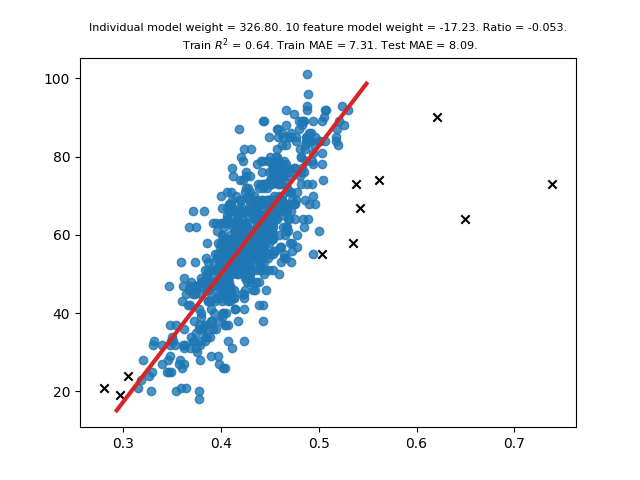 Individual model weight = 326.80. 10 feature model weight = -17.23. Ratio = -0.053.
Train R² = 0.64. Train MAE = 7.31. Test MAE = 8.09.
100
80
60
40
20
0.3 0.4 0.5 0.6 0.7